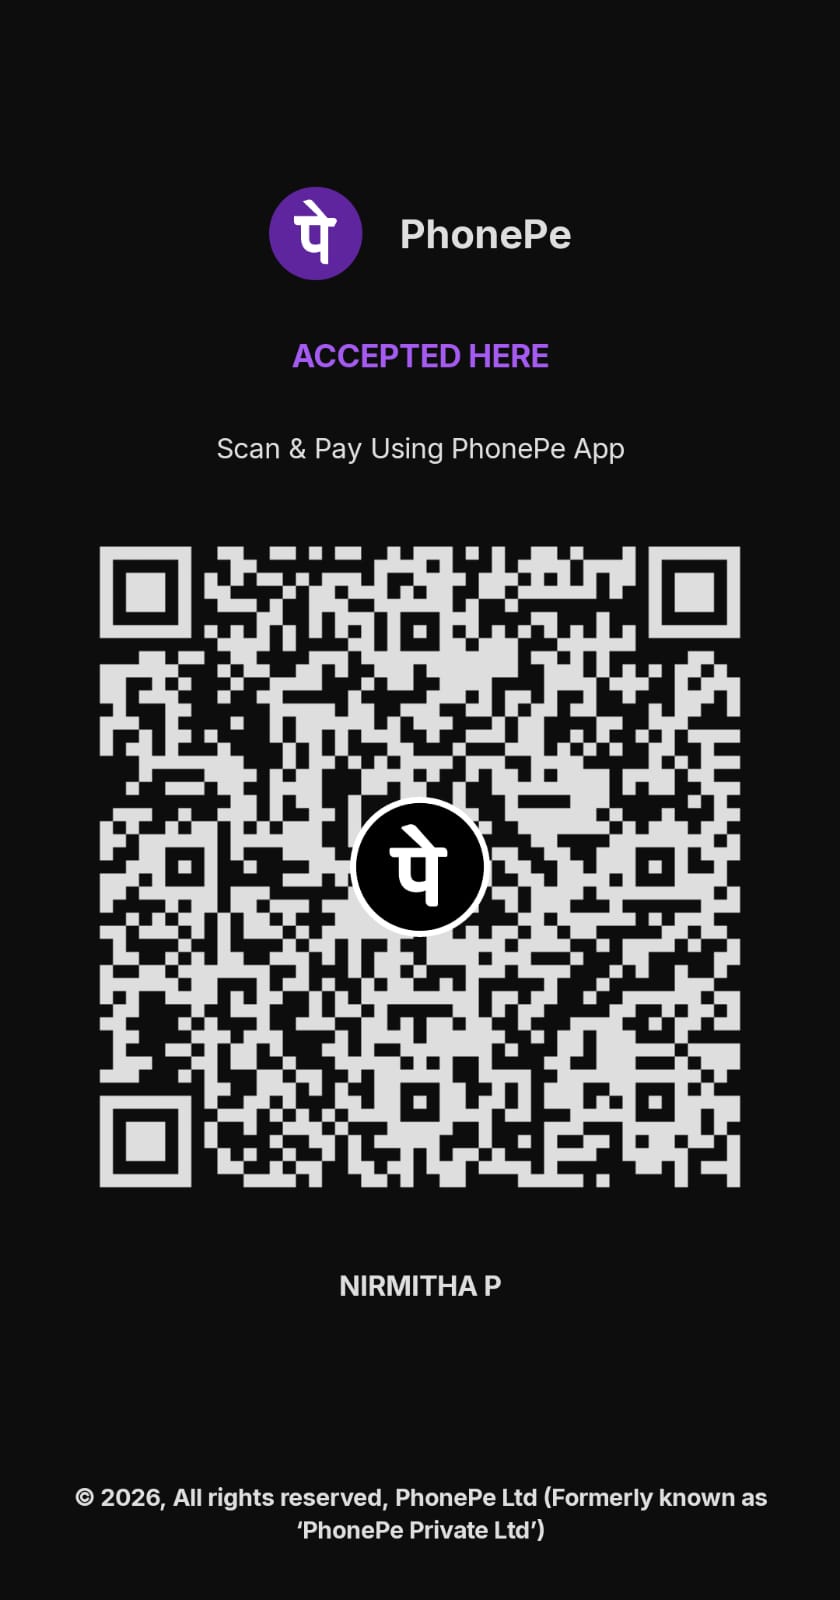 पे PhonePe
ACCEPTED HERE
Scan & Pay Using PhonePe App
पे
NIRMITHA P
© 2026, All rights reserved, PhonePe Ltd (Formerly known as
‘PhonePe Private Ltd’)